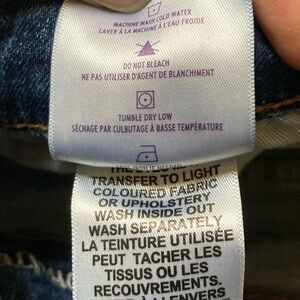 MACHINE WASH COLD WATER
LAVER À LA MACHINE À L'EAU FROIDE
DO NOT BLEACH
NE PAS UTILISER D'AGENT DE BLANCHIMENT
TUMBLE DRY LOW
SÉCHAGE PAR CULBUTAGE À BASSE TEMPÉRATURE
TRANSFER TO LIGHT
COLOURED FABRIC
OR UPHOLSTERY
WASH INSIDE OUT
WASH SEPARATELY
LA TEINTURE UTILISÉE
PEUT TACHER LES
TISSUS OU LES
RECOUVREMENTS.
À L'ENVERS